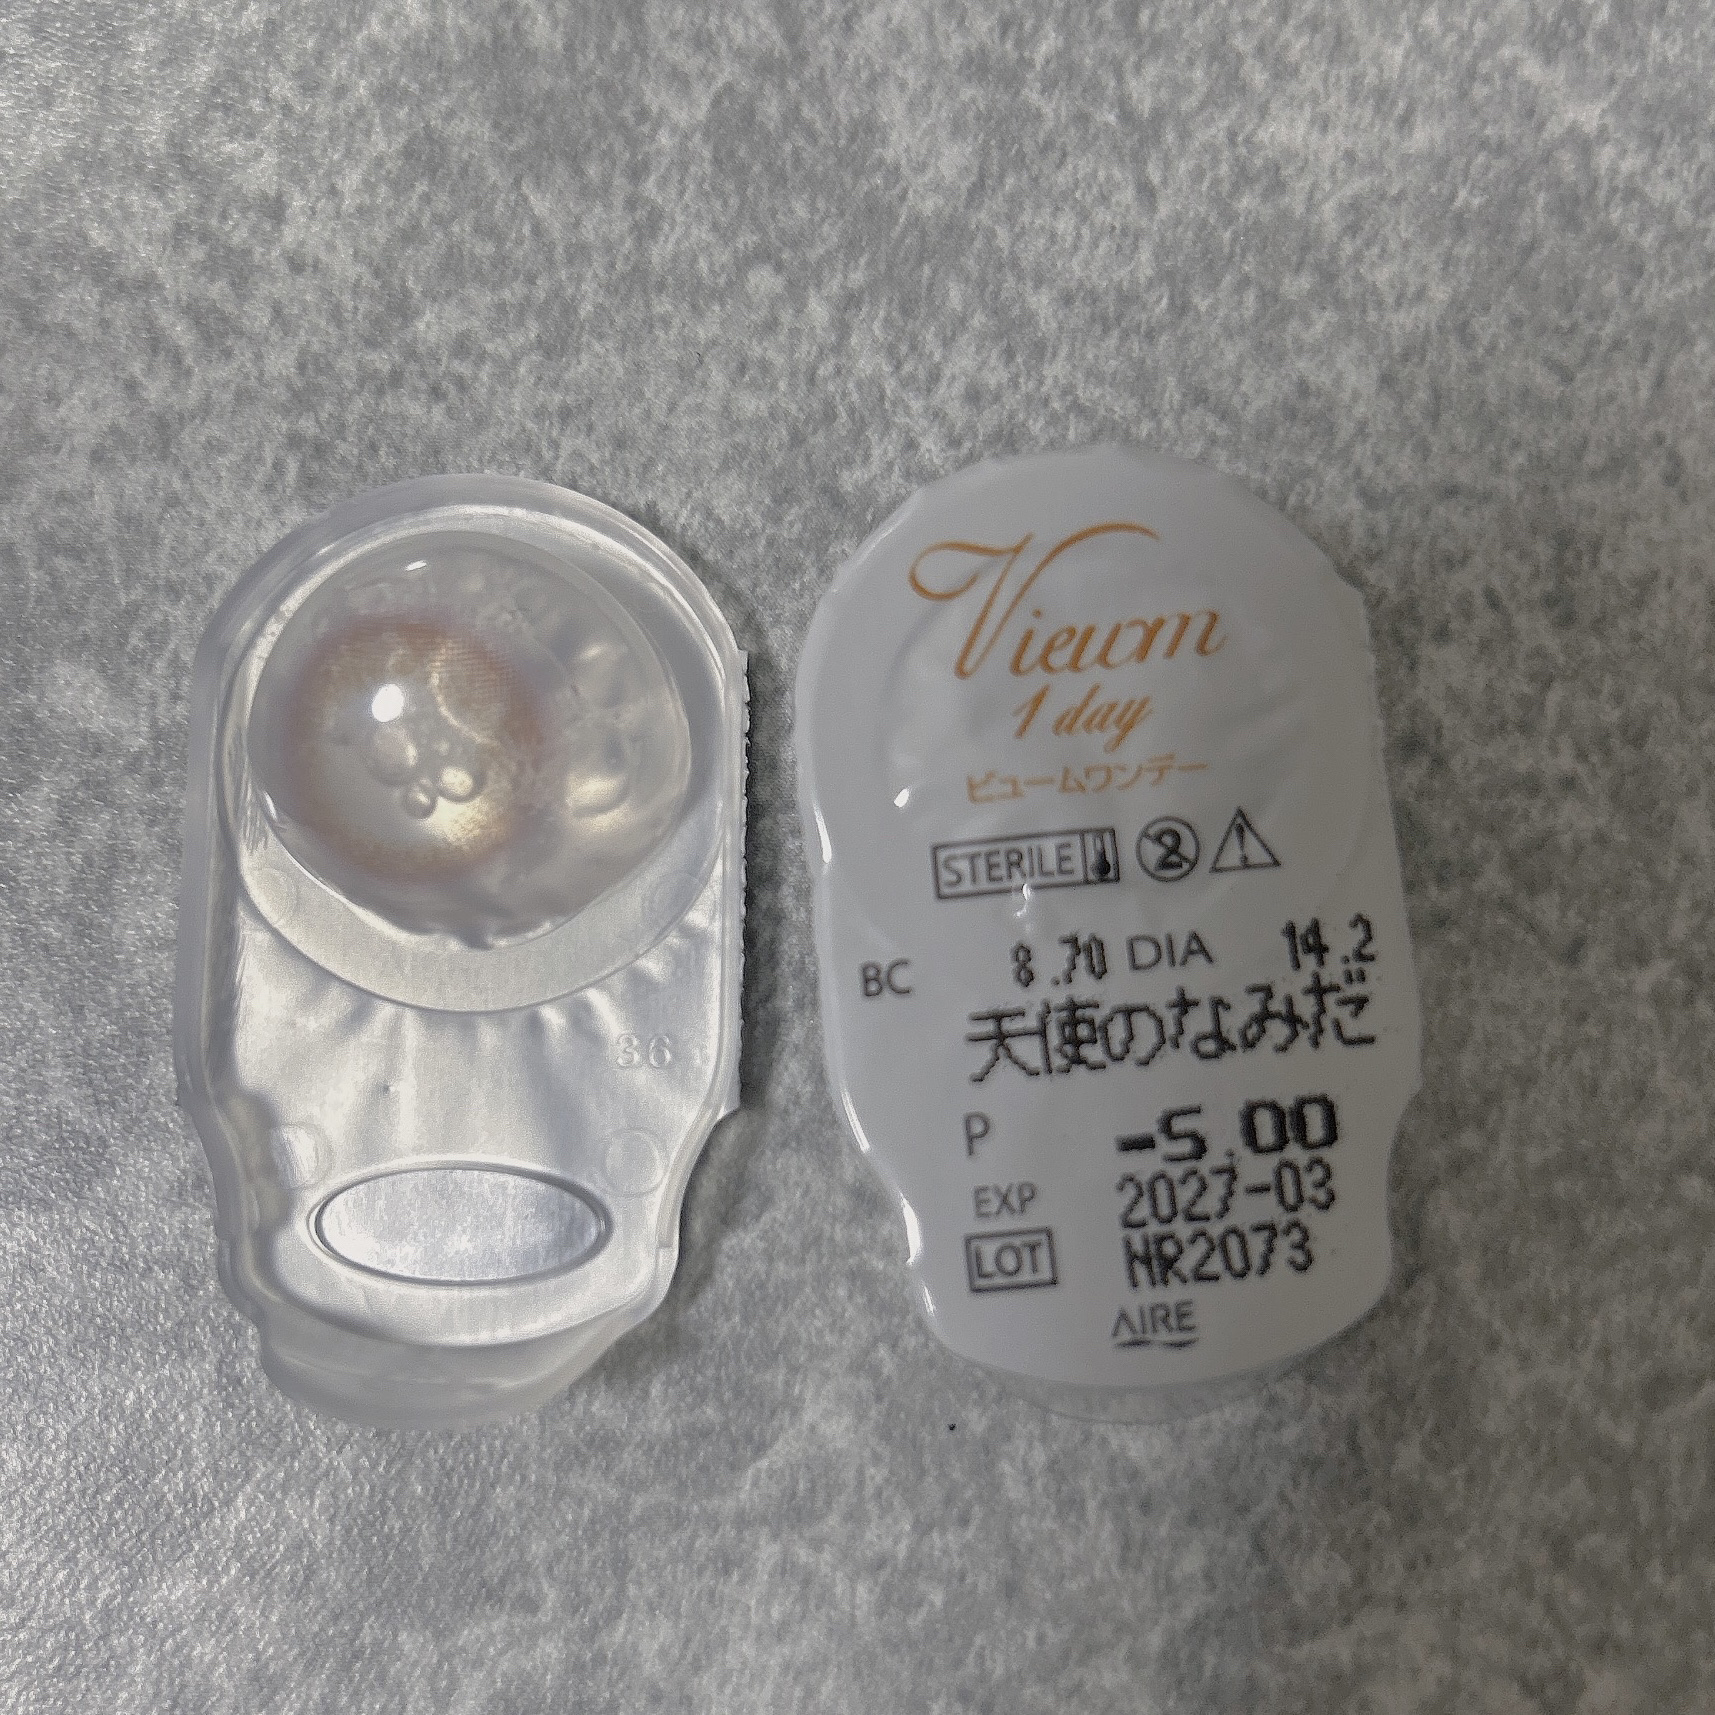 Vieum
1 day
ビュームワンデー
STERILE 2
BC 8.70 DIA 14.2
天使のなみだ
P -5.00
EXP 2027-03
LOT HR2073
AIRE
36